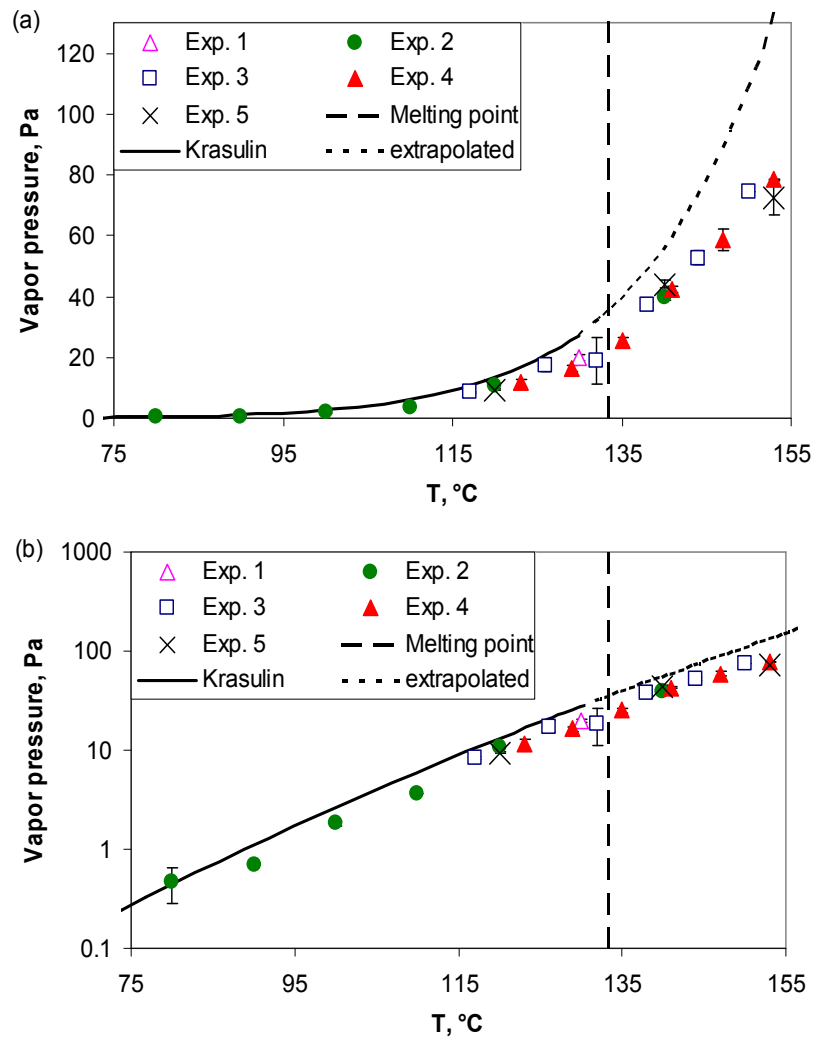 (a)
120
100
80
60
40
20
0
Vapor pressure, Pa
Exp. 1
Exp. 2
Exp. 3
Exp. 4
Exp. 5
Melting point
Krasulin
extrapolated
75
95
115
135
155
T, °C
(b)
1000
100
10
1
0.1
Vapor pressure, Pa
Exp. 1
Exp. 2
Exp. 3
Exp. 4
Exp. 5
Melting point
Krasulin
extrapolated
75
95
115
135
155
T, °C